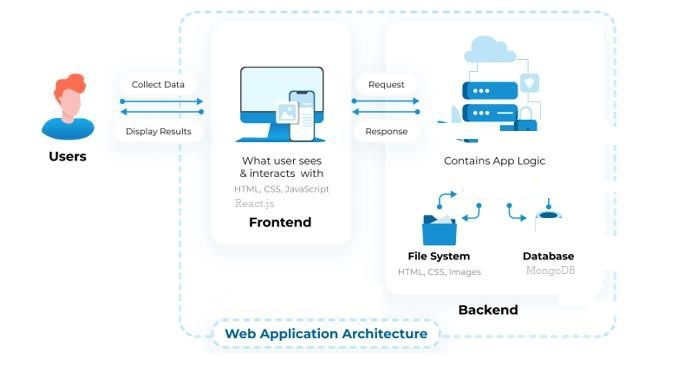 Collect Data
Display Results
Users
What user sees
& interacts with
HTML, CSS, JavaScript
React.js
Frontend
Request
Response
Contains App Logic
File System
HTML, CSS, Images
Database
MongoDB
Backend
Web Application Architecture